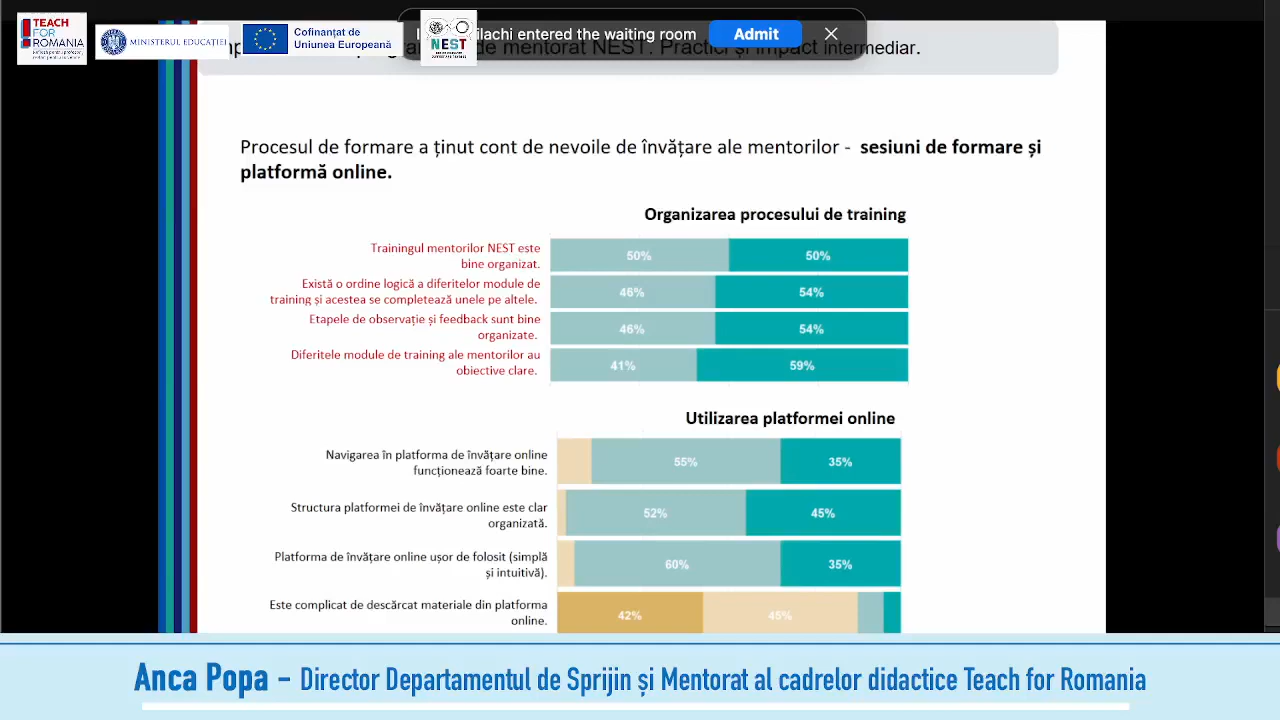 TEACH
FOR
ROMANIA
MINISTERUL EDUCAȚIEI
Cofinanțat de
Uniunea Europeană
NEST
ilachi entered the waiting room
Admit
de mentorat NEST. Practici și impact intermediar.
Procesul de formare a ținut cont de nevoile de învățare ale mentorilor - sesiuni de formare și
platformă online.
Organizarea procesului de training
Trainingul mentorilor NEST este
bine organizat.
50% 50%
Există o ordine logică a diferitelor module de
training și acestea se completează unele pe altele.
46% 54%
Etapele de observație și feedback sunt bine
organizate.
46% 54%
Diferitele module de training ale mentorilor au
obiective clare.
41% 59%
Utilizarea platformei online
Navigarea în platforma de învățare online
funcționează foarte bine.
55% 35%
Structura platformei de învățare online este clar
organizată.
52% 45%
Platforma de învățare online ușor de folosit (simplă
și intuitivă).
60% 35%
Este complicat de descărcat materiale din platforma
online.
42% 45%
Anca Popa – Director Departamentul de Sprijin și Mentorat al cadrelor didactice Teach for Romania